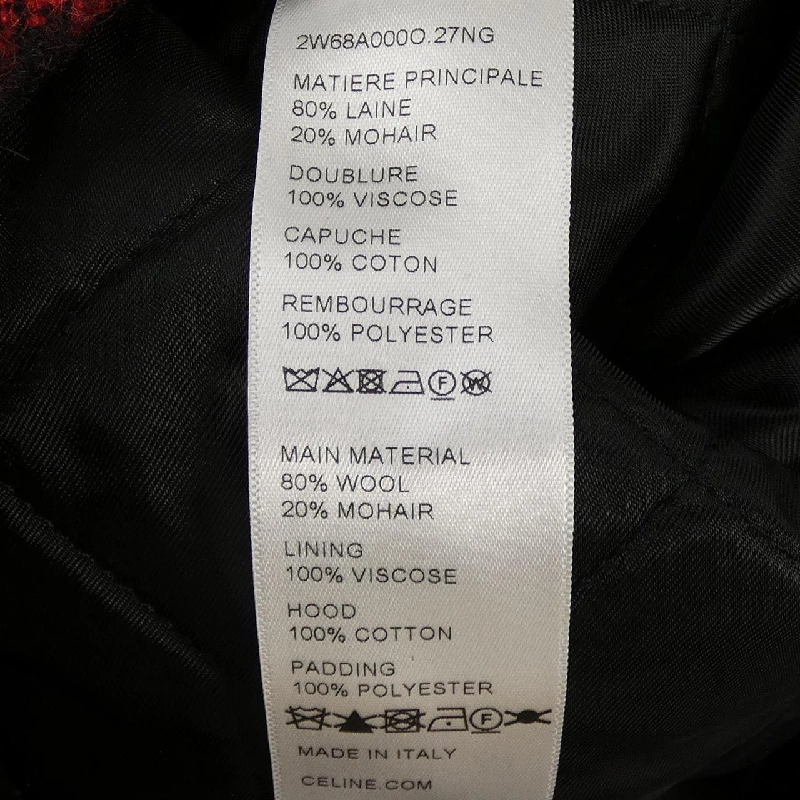 2W68A000O.27NG
MATIERE PRINCIPALE
80% LAINE
20% MOHAIR
DOUBLURE
100% VISCOSE
CAPUCHE
100% COTON
REMBOURRAGE
100% POLYESTER
F W
MAIN MATERIAL
80% WOOL
20% MOHAIR
LINING
100% VISCOSE
HOOD
100% COTTON
PADDING
100% POLYESTER
F
MADE IN ITALY
CELINE.COM